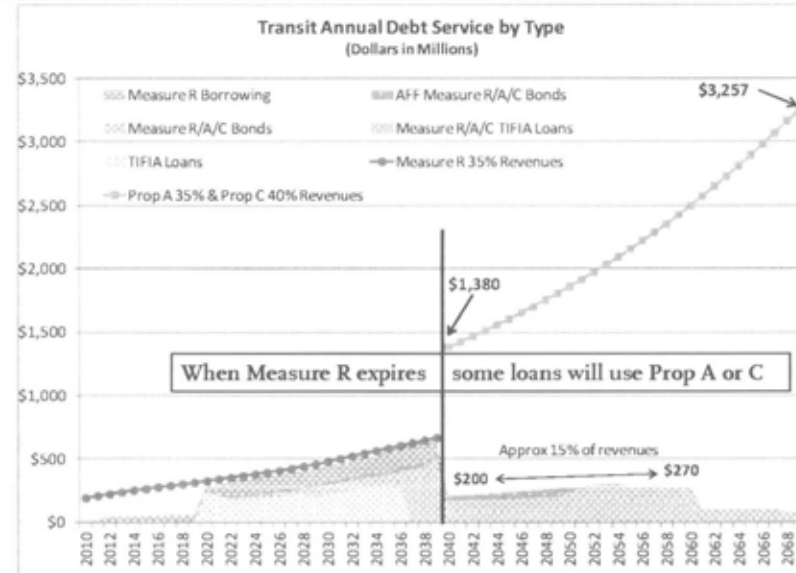 Transit Annual Debt Service by Type
(Dollars in Millions)
$3,500
$3,000
$2,500
$2,000
$1,500
$1,000
$500
$0
Measure R Borrowing
AFF Measure R/A/C Bonds
Measure R/A/C Bonds
Measure R/A/C TIFIA Loans
TIFIA Loans
Measure R 35% Revenues
Prop A 35% & Prop C 40% Revenues
$3,257
$1,380
When Measure R expires some loans will use Prop A or C
Approx 15% of revenues
$200
$270
2010 2012 2014 2016 2018 2020 2022 2024 2026 2028 2030 2032 2034 2036 2038 2040 2042 2044 2046 2048 2050 2052 2054 2056 2058 2060 2062 2064 2066 2068